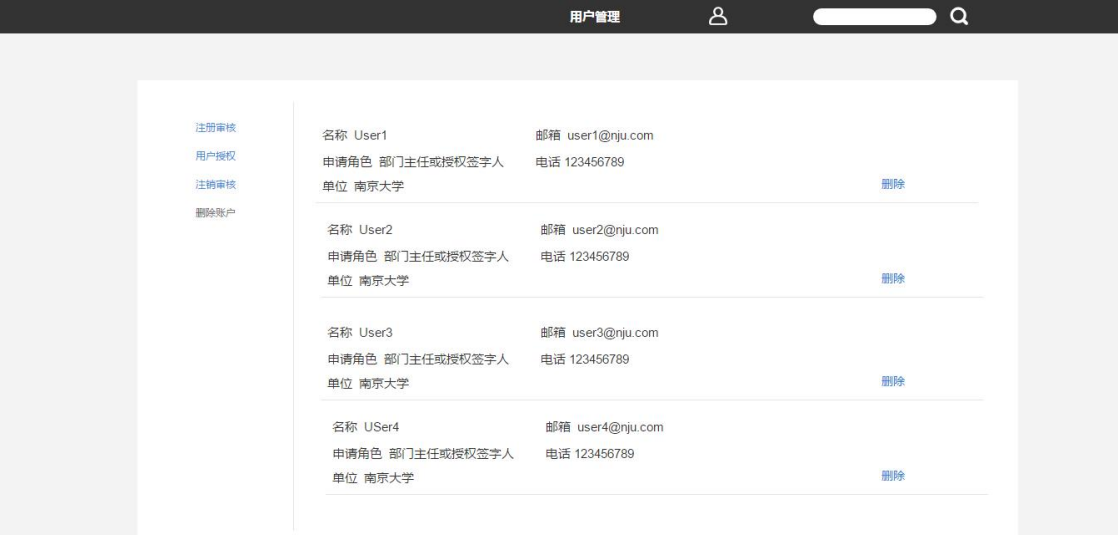 用户管理
注册审核
用户授权
注销审核
删除账户
名称 User1 邮箱 user1@nju.com
申请角色 部门主任或授权签字人 电话 123456789
单位 南京大学 删除
名称 User2 邮箱 user2@nju.com
申请角色 部门主任或授权签字人 电话 123456789
单位 南京大学 删除
名称 User3 邮箱 user3@nju.com
申请角色 部门主任或授权签字人 电话 123456789
单位 南京大学 删除
名称 USer4 邮箱 user4@nju.com
申请角色 部门主任或授权签字人 电话 123456789
单位 南京大学 删除